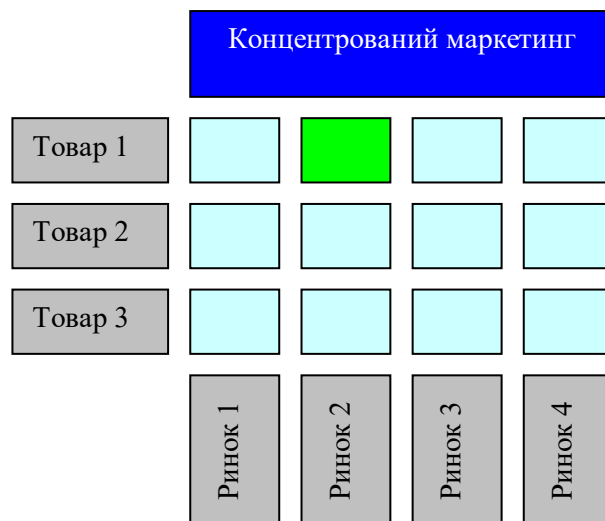 Концентрований маркетинг
Товар 1
Товар 2
Товар 3
Ринок 1
Ринок 2
Ринок 3
Ринок 4